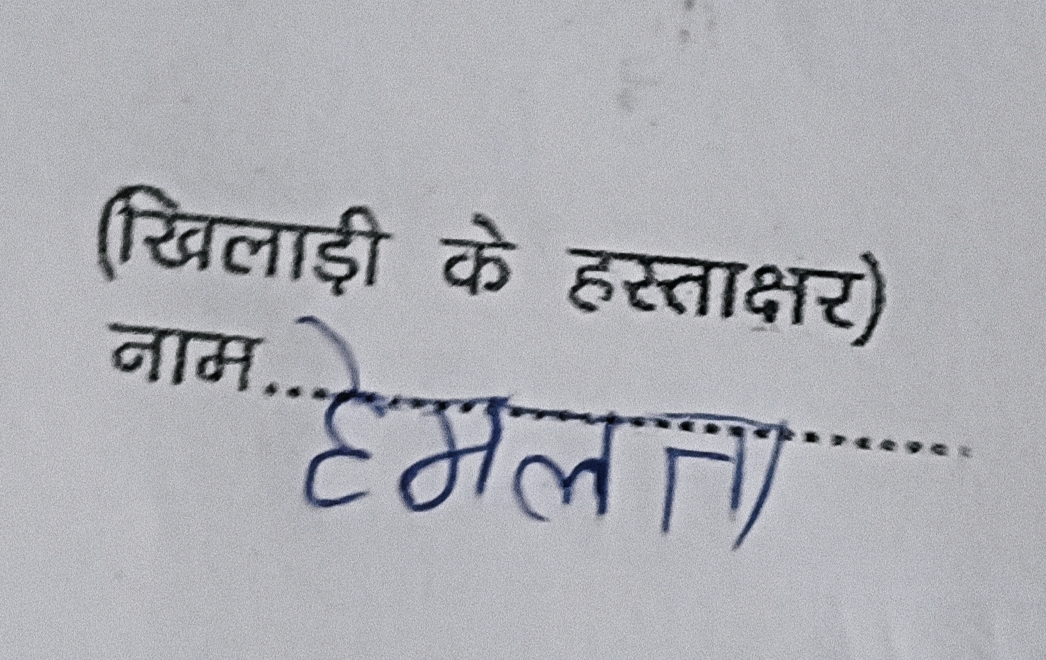 (खिलाड़ी के हस्ताक्षर)
नाम...हेमलता............